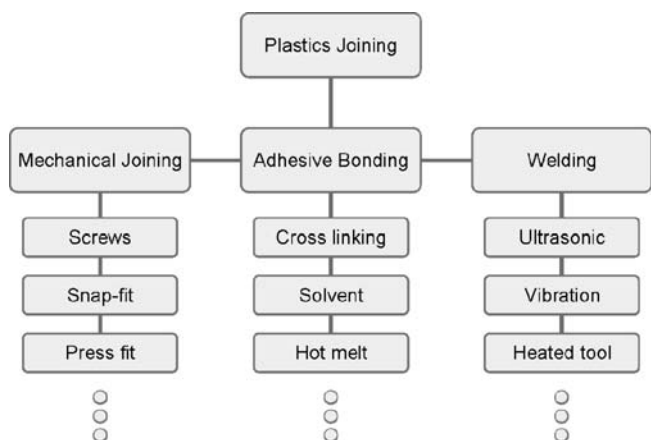 Plastics Joining
Mechanical Joining
Adhesive Bonding
Welding
Screws
Cross linking
Ultrasonic
Snap-fit
Solvent
Vibration
Press fit
Hot melt
Heated tool